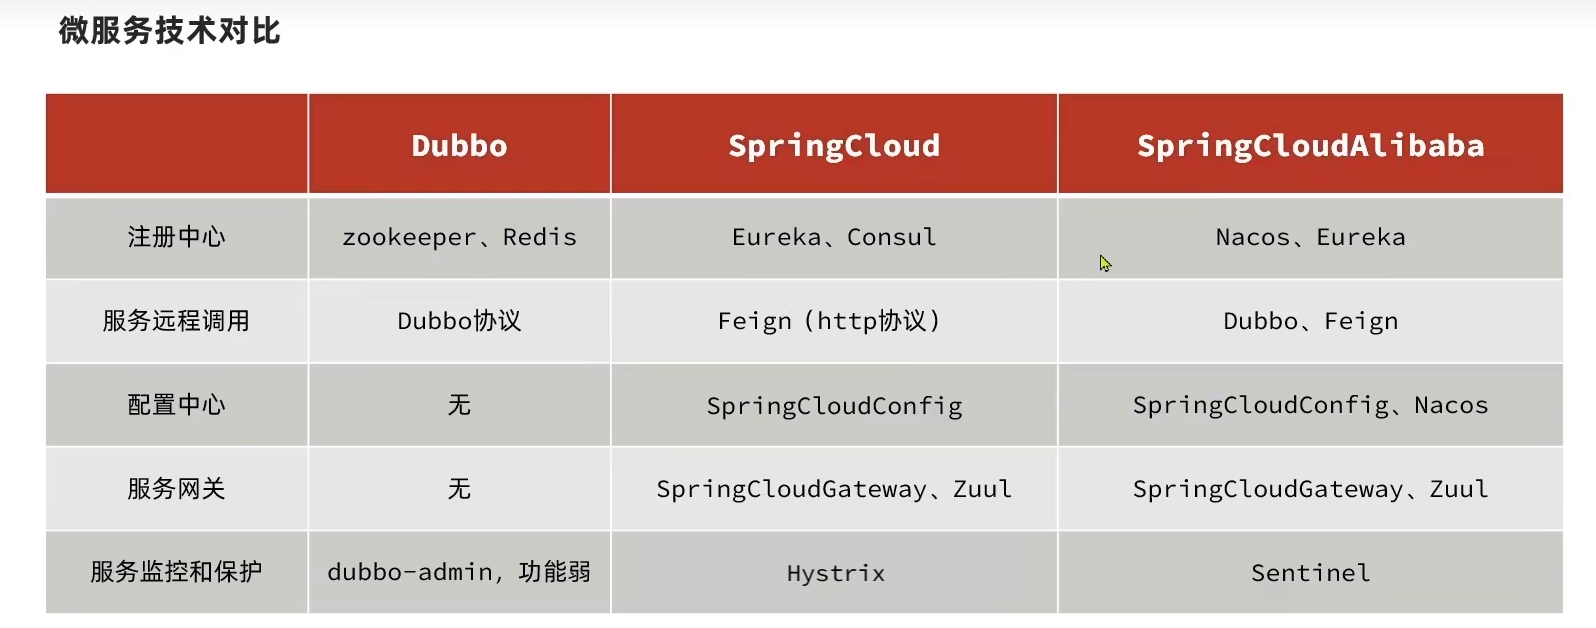 微服务技术对比
Dubbo SpringCloud SpringCloudAlibaba
注册中心 zookeeper、Redis Eureka、Consul Nacos、Eureka
服务远程调用 Dubbo协议 Feign（http协议） Dubbo、Feign
配置中心 无 SpringCloudConfig SpringCloudConfig、Nacos
服务网关 无 SpringCloudGateway、Zuul SpringCloudGateway、Zuul
服务监控和保护 dubbo-admin，功能弱 Hystrix Sentinel